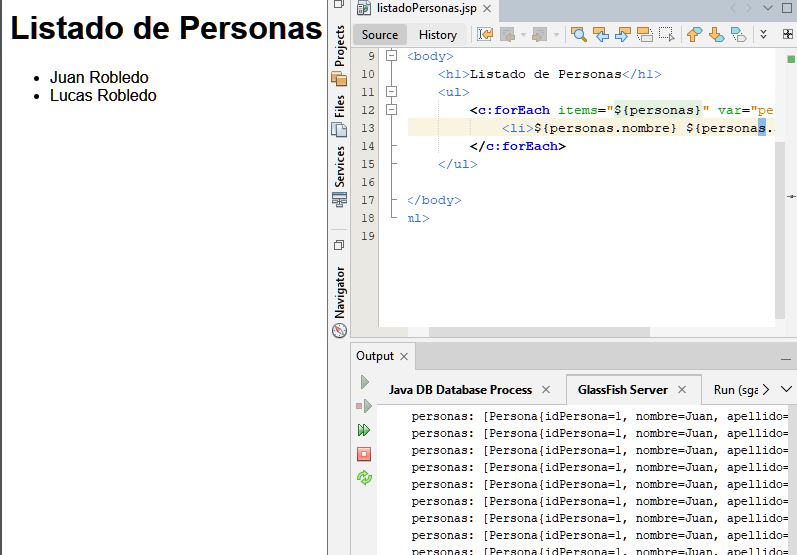 Listado de Personas
Juan Robledo
Lucas Robledo
Projects
Files
Services
Navigator
listadoPersonas.jsp
Source History
9 <body>
10 <h1>Listado de Personas</h1>
11 <ul>
12 <c:forEach items="${personas}" var="pe
13 <li>${personas.nombre} ${personas.
14 </c:forEach>
15 </ul>
16
17 </body>
18 ml>
19
Output
Java DB Database Process GlassFish Server Run (sga
personas: [Persona{idPersona=1, nombre=Juan, apellido=
personas: [Persona{idPersona=1, nombre=Juan, apellido=
personas: [Persona{idPersona=1, nombre=Juan, apellido=
personas: [Persona{idPersona=1, nombre=Juan, apellido=
personas: [Persona{idPersona=1, nombre=Juan, apellido=
personas: [Persona{idPersona=1, nombre=Juan, apellido=
personas: [Persona{idPersona=1, nombre=Juan, apellido=
personas: [Persona{idPersona=1, nombre=Juan, apellido=
personas: [Persona{idPersona=1, nombre=Juan, apellido=